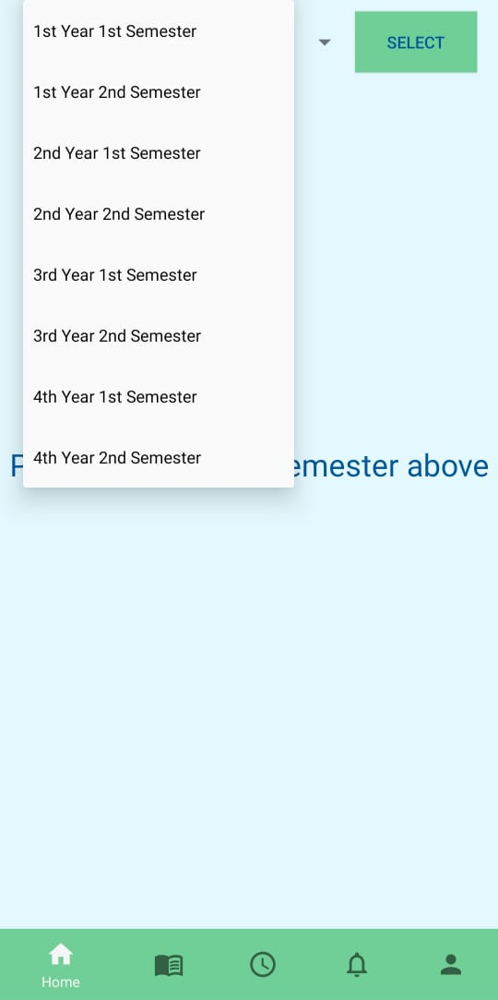 1st Year 1st Semester
SELECT
1st Year 2nd Semester
2nd Year 1st Semester
2nd Year 2nd Semester
3rd Year 1st Semester
3rd Year 2nd Semester
4th Year 1st Semester
4th Year 2nd Semester
emester above
Home